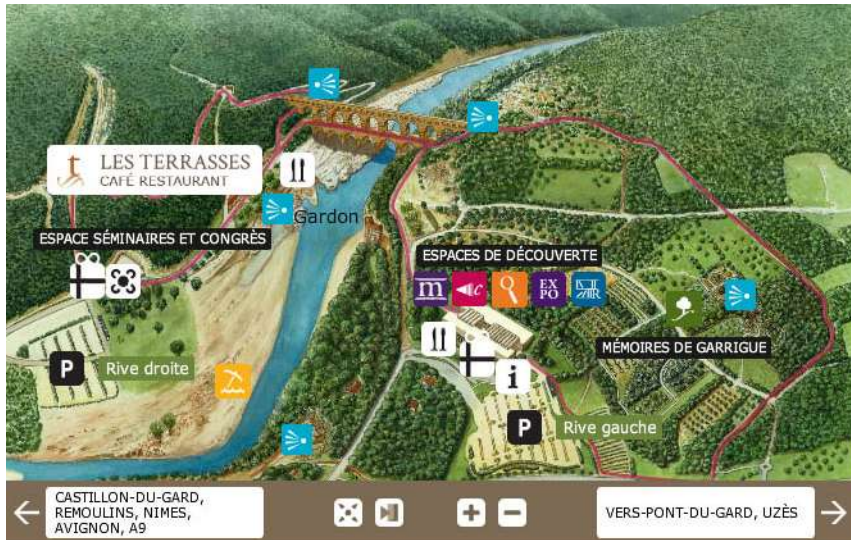 LES TERRASSES
CAFÉ RESTAURANT
Gardon
ESPACE SÉMINAIRES ET CONGRÈS
ESPACES DE DÉCOUVERTE
m
c
EX
PO
MÉMOIRES DE GARRIGUE
P
Rive droite
i
P
Rive gauche
CASTILLON-DU-GARD,
REMOULINS, NIMES,
AVIGNON, A9
VERS-PONT-DU-GARD, UZÈS